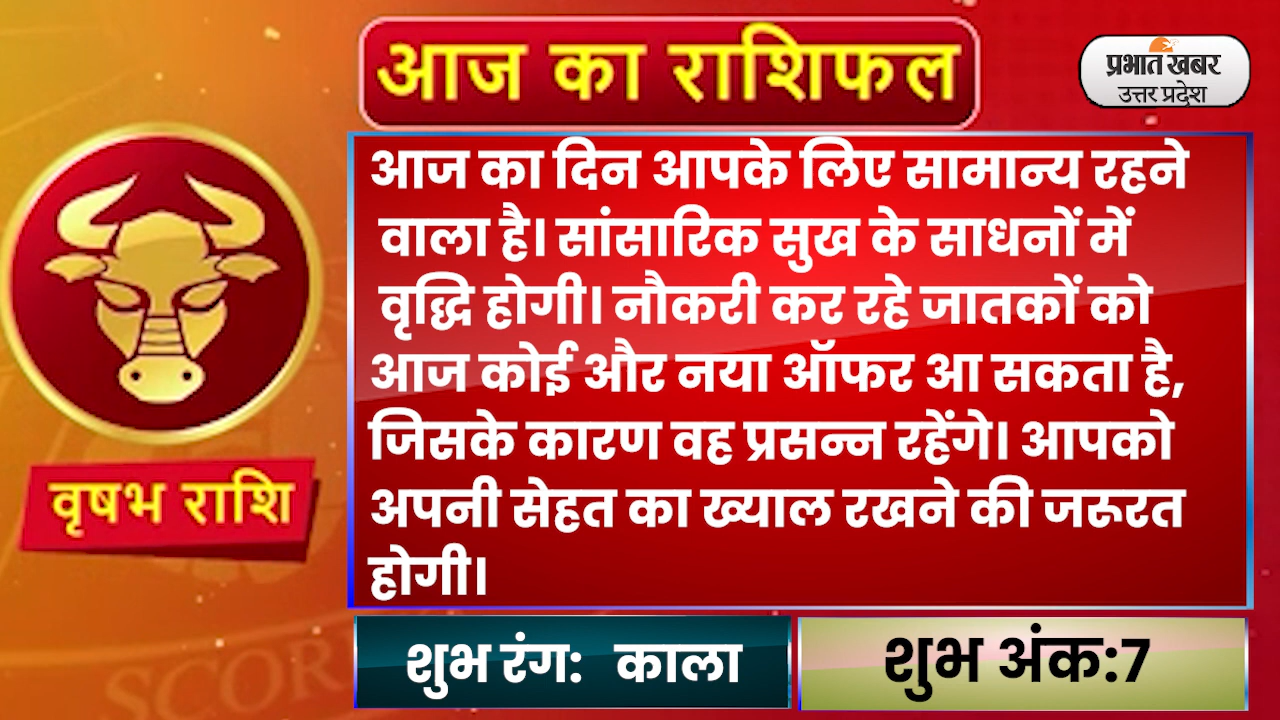 आज का राशिफल
प्रभात खबर
उत्तर प्रदेश
आज का दिन आपके लिए सामान्य रहने
वाला है। सांसारिक सुख के साधनों में
वृद्धि होगी। नौकरी कर रहे जातकों को
आज कोई और नया ऑफर आ सकता है,
जिसके कारण वह प्रसन्न रहेंगे। आपको
अपनी सेहत का ख्याल रखने की जरूरत
होगी।
वृषभ राशि
शुभ रंग: काला
शुभ अंक:7
SCOR